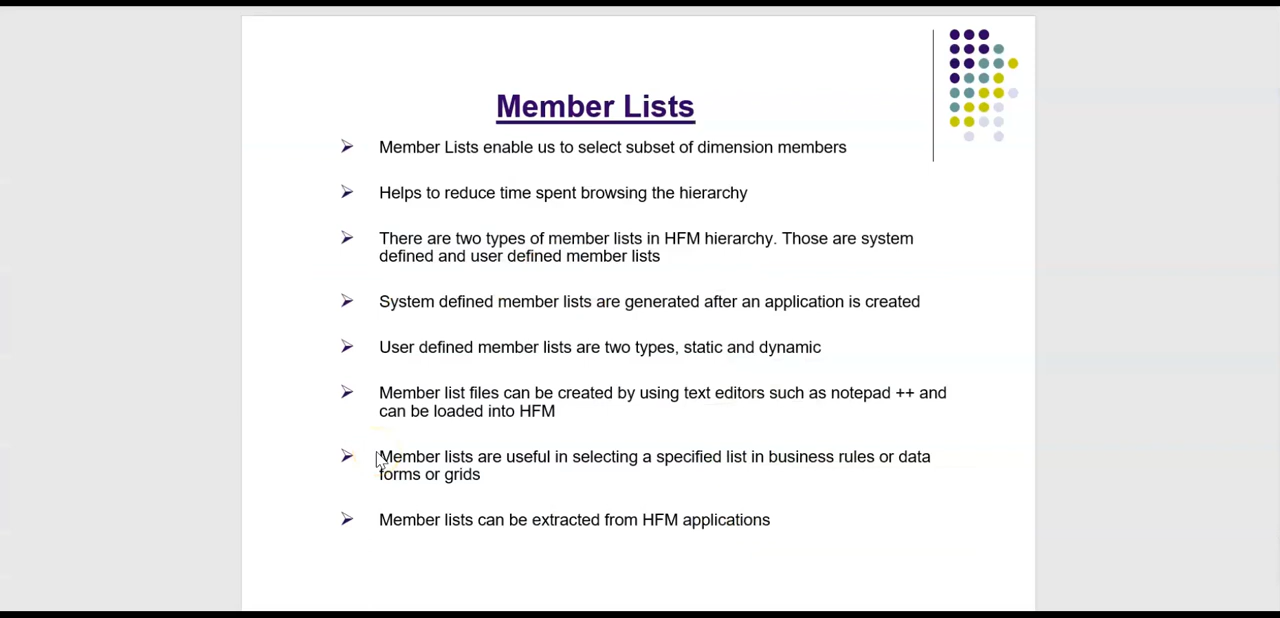 Member Lists
Member Lists enable us to select subset of dimension members
Helps to reduce time spent browsing the hierarchy
There are two types of member lists in HFM hierarchy. Those are system
defined and user defined member lists
System defined member lists are generated after an application is created
User defined member lists are two types, static and dynamic
Member list files can be created by using text editors such as notepad ++ and
can be loaded into HFM
Member lists are useful in selecting a specified list in business rules or data
forms or grids
Member lists can be extracted from HFM applications